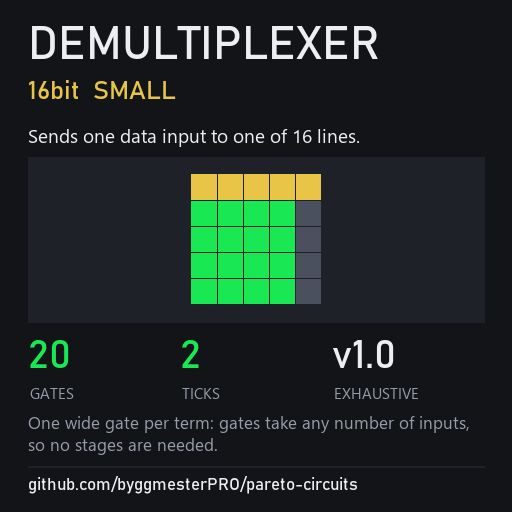 DEMULTIPLEXER
16bit SMALL
Sends one data input to one of 16 lines.
20 2 v1.0
GATES TICKS EXHAUSTIVE
One wide gate per term: gates take any number of inputs,
so no stages are needed.
github.com/byggmesterPRO/pareto-circuits